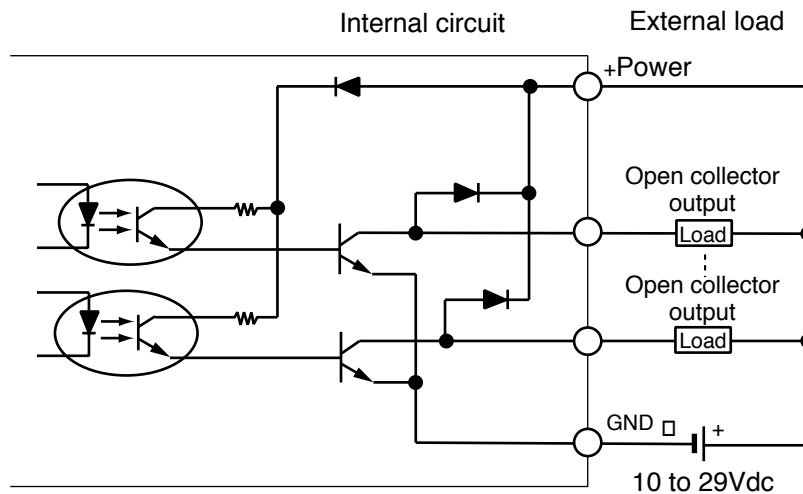 Internal circuit
External load
+Power
Open collector
output
Load
Open collector
output
Load
GND
+
10 to 29Vdc